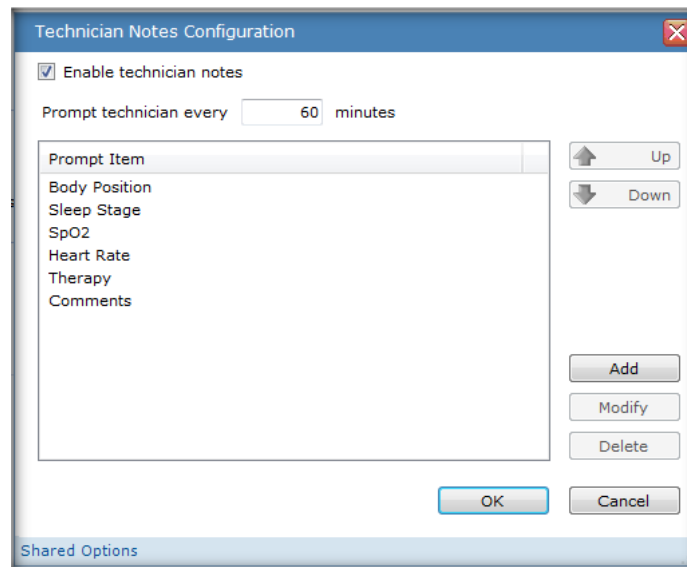 Technician Notes Configuration
Enable technician notes
Prompt technician every 60 minutes
Prompt Item
Body Position
Sleep Stage
SpO2
Heart Rate
Therapy
Comments
Up
Down
Add
Modify
Delete
OK Cancel
Shared Options